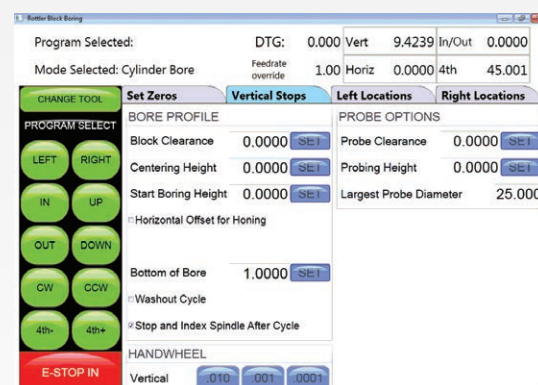 Rottler Block Boring
Program Selected: DTG: 0.000 Vert 9.4239 In/Out 0.0000
Mode Selected: Cylinder Bore Feedrate override 1.00 Horiz 0.0000 4th 45.001
CHANGE TOOL Set Zeros Vertical Stops Left Locations Right Locations
PROGRAM SELECT BORE PROFILE PROBE OPTIONS
Block Clearance 0.0000 SET Probe Clearance 0.0000 SET
LEFT RIGHT Centering Height 0.0000 SET Probing Height 0.0000 SET
IN UP Start Boring Height 0.0000 SET Largest Probe Diameter 25.000
Horizontal Offset for Honing
OUT DOWN
Bottom of Bore 1.0000 SET
CW CCW Washout Cycle
4th- 4th+ Stop and Index Spindle After Cycle
HANDWHEEL
E-STOP IN Vertical .010 .001 .0001